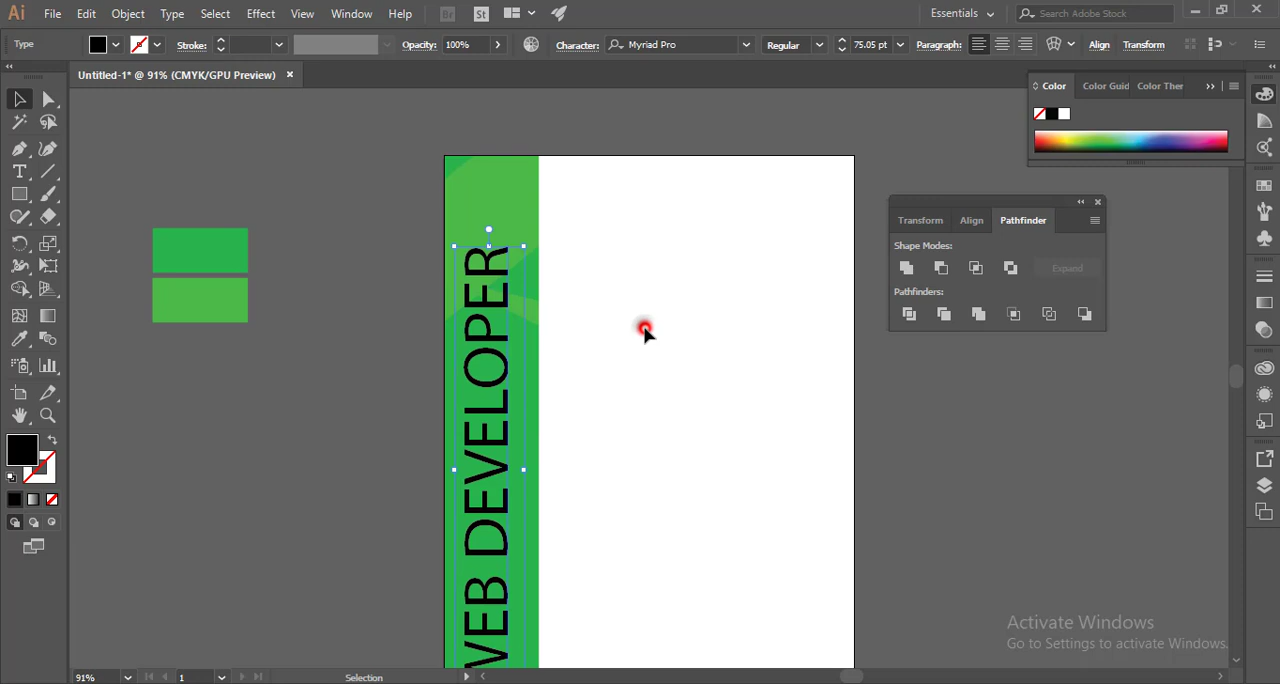 Ai File Edit Object Type Select Effect View Window Help Br St Essentials Search Adobe Stock
Type Stroke: Opacity: 100% Character: Myriad Pro Regular 75.05 pt Paragraph: Align Transform
Untitled-1* @ 91% (CMYK/GPU Preview) ×
Color Color Guid Color Ther
Transform Align Pathfinder
Shape Modes:
Expand
Pathfinders:
WEB DEVELOPER
Activate Windows
Go to Settings to activate Windows.
91% 1 Selection